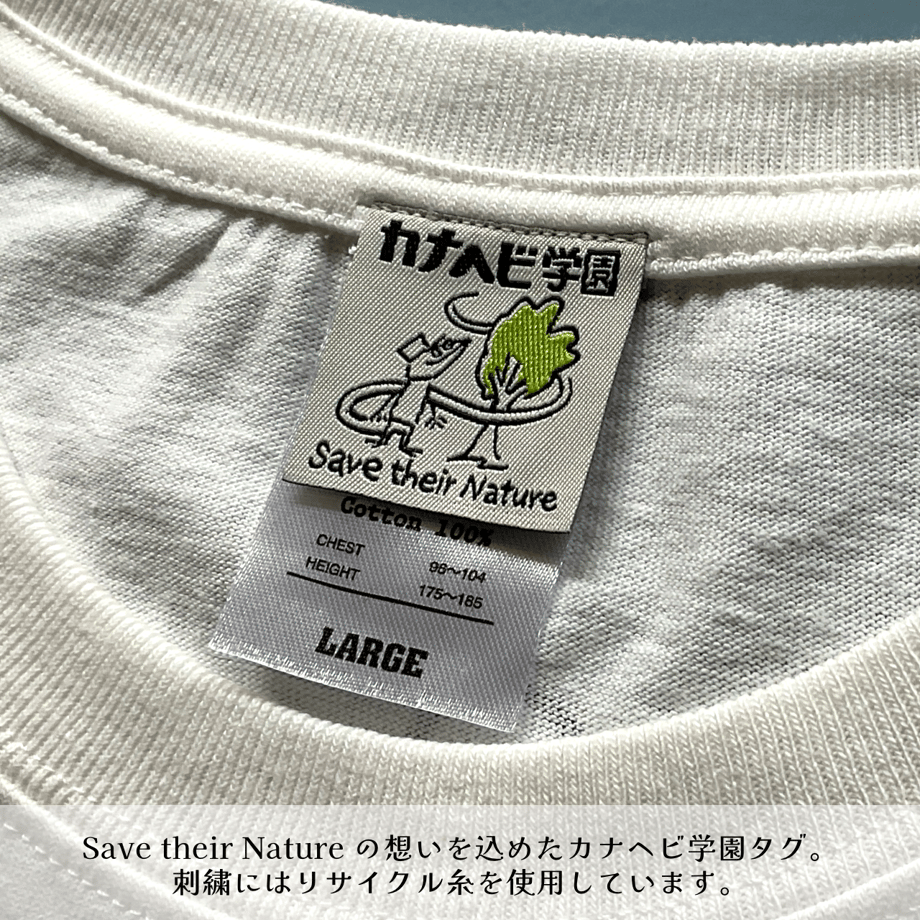 カナヘビ学園
Save their Nature
Cotton 100%
CHEST 96～104
HEIGHT 175～185
LARGE
Save their Nature の想いを込めたカナヘビ学園タグ。
刺繍にはリサイクル糸を使用しています。